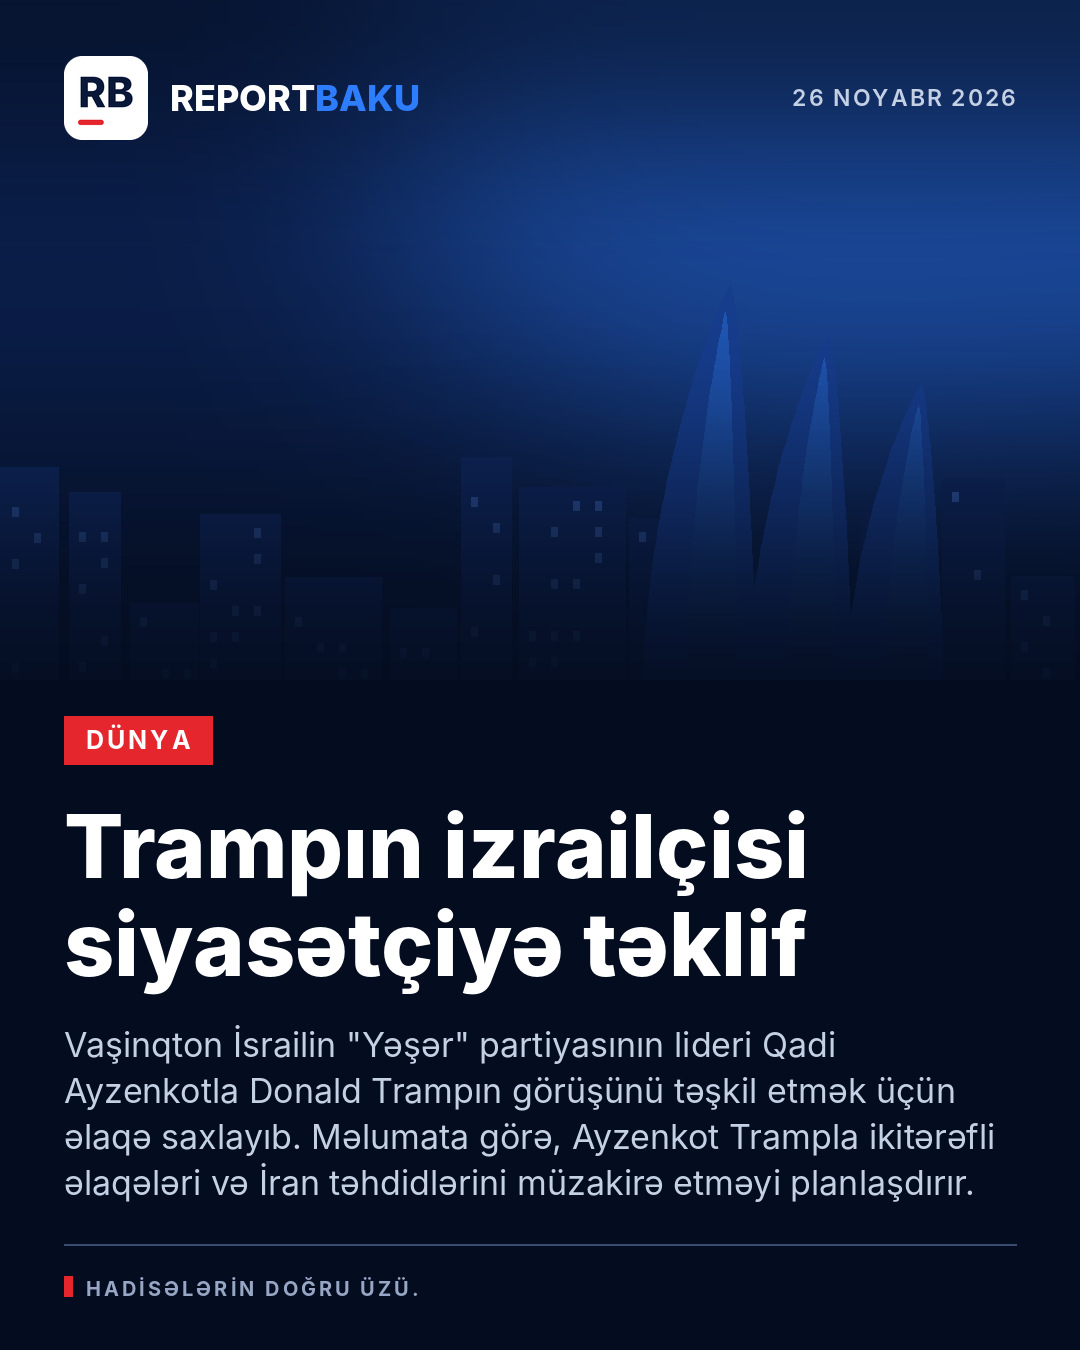 RB
REPORTBAKU
26 NOYABR 2026
DÜNYA
Trampın izrailçisi
siyasətçiyə təklif
Vaşinqton İsrailin "Yəşər" partiyasının lideri Qadi
Ayzenkotla Donald Trampın görüşünü təşkil etmək üçün
əlaqə saxlayıb. Məlumata görə, Ayzenkot Trampla ikitərəfli
əlaqələri və İran təhdidlərini müzakirə etməyi planlaşdırır.
HADİSƏLƏRİN DOĞRU ÜZÜ.